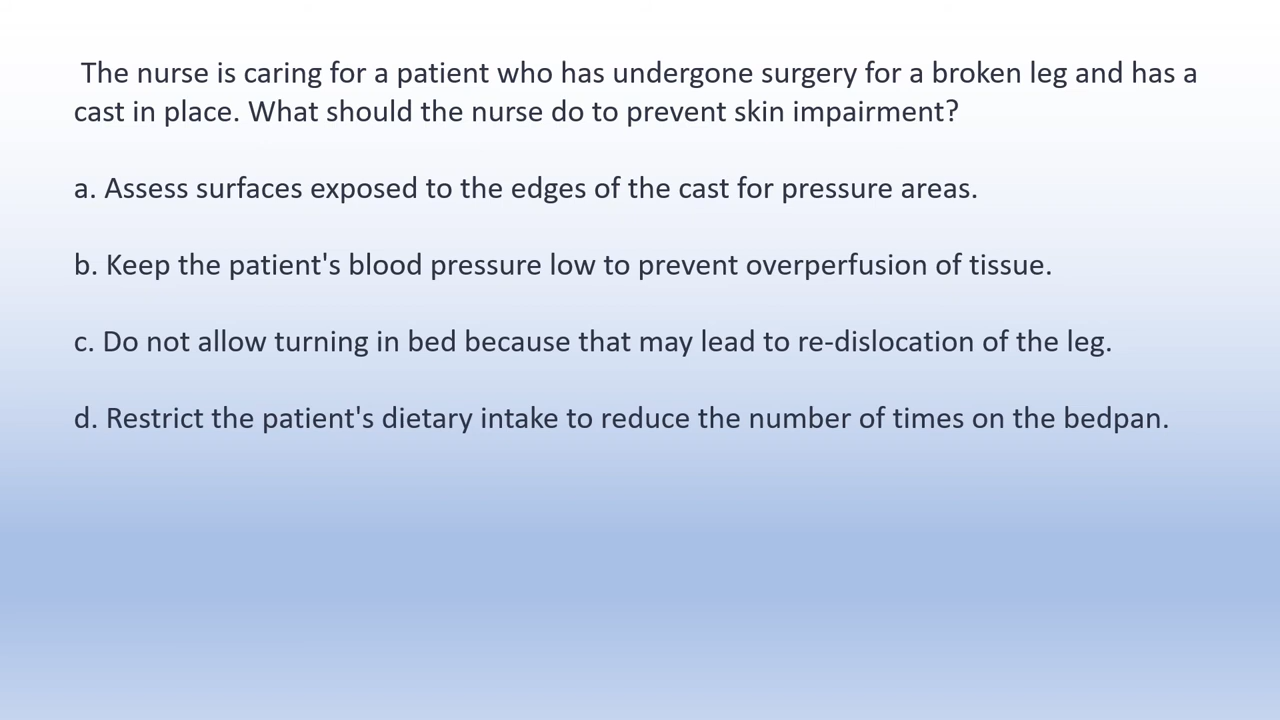 The nurse is caring for a patient who has undergone surgery for a broken leg and has a
cast in place. What should the nurse do to prevent skin impairment?
a. Assess surfaces exposed to the edges of the cast for pressure areas.
b. Keep the patient's blood pressure low to prevent overperfusion of tissue.
c. Do not allow turning in bed because that may lead to re-dislocation of the leg.
d. Restrict the patient's dietary intake to reduce the number of times on the bedpan.